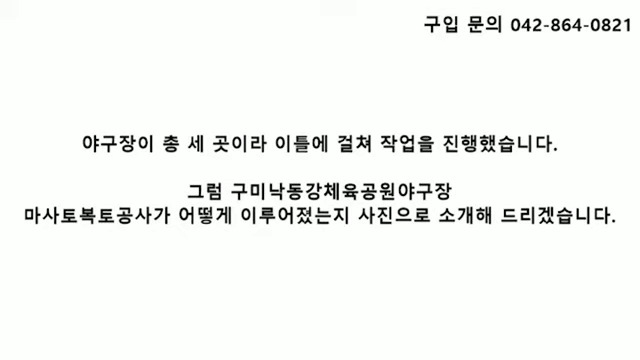 구입 문의 042-864-0821
야구장이 총 세 곳이라 이틀에 걸쳐 작업을 진행했습니다.
그럼 구미낙동강체육공원야구장
마사토복토공사가 어떻게 이루어졌는지 사진으로 소개해 드리겠습니다.